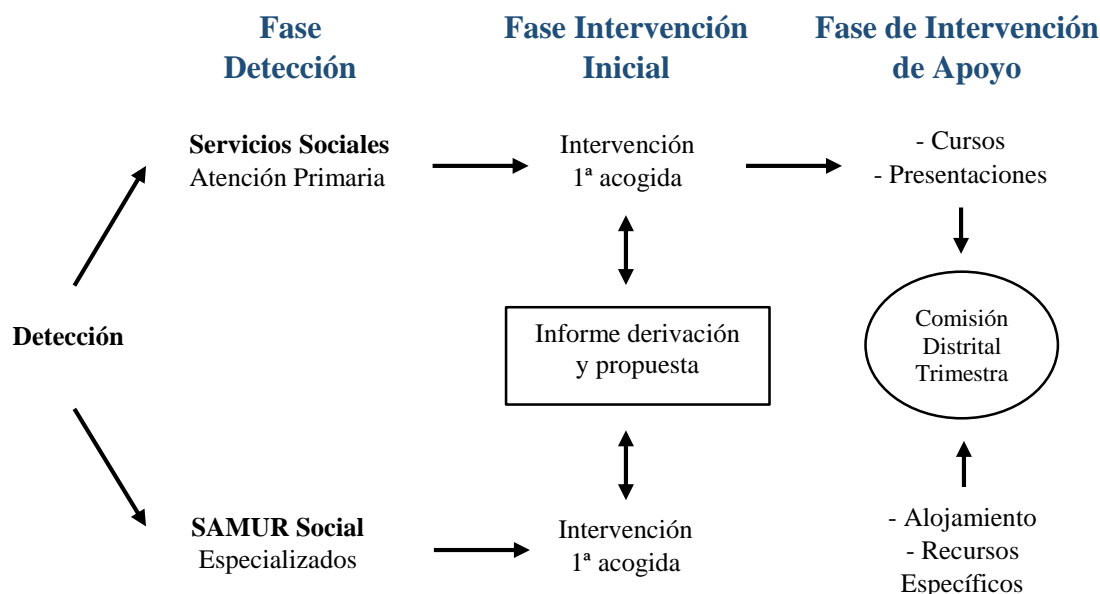 Fase
Detección
Fase Intervención
Inicial
Fase de Intervención
de Apoyo
Servicios Sociales
Atención Primaria
Intervención
1ª acogida
- Cursos
- Presentaciones
Detección
Informe derivación
y propuesta
Comisión
Distrital
Trimestra
SAMUR Social
Especializados
Intervención
1ª acogida
- Alojamiento
- Recursos
Específicos